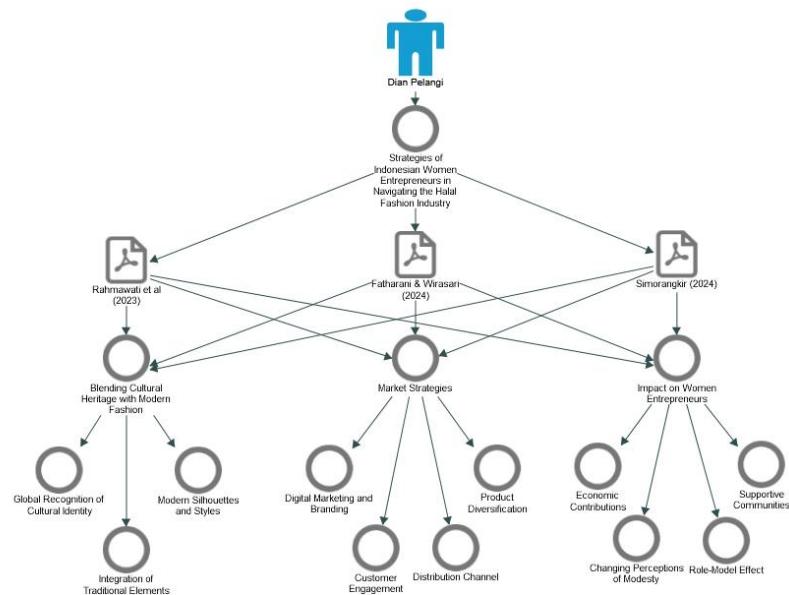 Dian Pelangi
Strategies of
Indonesian Women
Entrepreneurs in
Navigating the Halal
Fashion Industry
Rahmawati et al
(2023)
Fatharani & Wirasari
(2024)
Simorangkir (2024)
Blending Cultural
Heritage with Modern
Fashion
Market Strategies
Impact on Women
Entrepreneurs
Global Recognition of
Cultural Identity
Modern Silhouettes
and Styles
Integration of
Traditional Elements
Digital Marketing and
Branding
Product
Diversification
Customer
Engagement
Distribution Channel
Economic
Contributions
Supportive
Communities
Changing Perceptions
of Modesty
Role-Model Effect